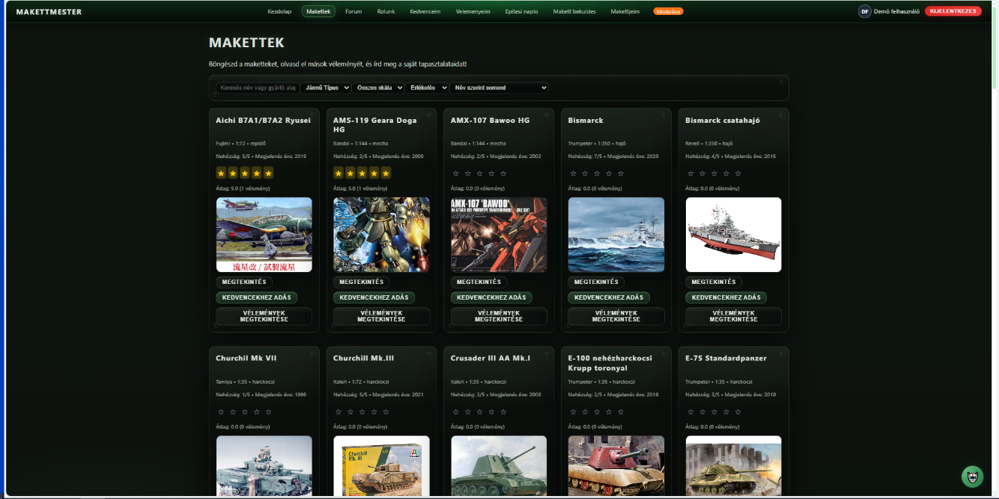 MAKETTMESTER
Kezdolap Makettek Forum Rolunk Kedvenceim Velemenyeim Epitesi naplo Makett bekuldes Makettjeim Moderátor DF Demó felhasználó KIJELENTKEZES
MAKETTEK
Böngészd a maketteket, olvasd el mások véleményét, és írd meg a saját tapasztalataidat!
Keresés név vagy gyártó alap Jármű Típus Összes skála Értékelés Név szerint sorrend
Aichi B7A1/B7A2 Ryusei
Fujimi • 1:72 • repülő
Nehézség: 5/5 • Megjelenés éve: 2019
Átlag: 5.0 (1 vélemény)
流星改 / 試製流星
MEGTEKINTÉS
KEDVENCEKHEZ ADÁS
VÉLEMÉNYEK
MEGTEKINTÉSE
AMS-119 Geara Doga
HG
Bandai • 1:144 • mecha
Nehézség: 2/5 • Megjelenés éve: 2008
Átlag: 5.0 (1 vélemény)
MEGTEKINTÉS
KEDVENCEKHEZ ADÁS
VÉLEMÉNYEK
MEGTEKINTÉSE
AMX-107 Bawoo HG
Bandai • 1:144 • mecha
Nehézség: 2/5 • Megjelenés éve: 2002
Átlag: 0.0 (0 vélemény)
AMX-107 'BAWOO'
MEGTEKINTÉS
KEDVENCEKHEZ ADÁS
VÉLEMÉNYEK
MEGTEKINTÉSE
Bismarck
Trumpeter • 1:350 • hajó
Nehézség: 7/5 • Megjelenés éve: 2020
Átlag: 0.0 (0 vélemény)
MEGTEKINTÉS
KEDVENCEKHEZ ADÁS
VÉLEMÉNYEK
MEGTEKINTÉSE
Bismarck csatahajó
Revell • 1:350 • hajó
Nehézség: 4/5 • Megjelenés éve: 2015
Átlag: 0.0 (0 vélemény)
MEGTEKINTÉS
KEDVENCEKHEZ ADÁS
VÉLEMÉNYEK
MEGTEKINTÉSE
Churchil Mk VII
Tamiya • 1:35 • harckocsi
Nehézség: 1/5 • Megjelenés éve: 1996
Átlag: 0.0 (0 vélemény)
Churchill Mk.III
Italeri • 1:72 • harckocsi
Nehézség: 5/5 • Megjelenés éve: 2021
Átlag: 0.0 (0 vélemény)
Churchill
Mk. III
Crusader III AA Mk.I
Italeri • 1:35 • harckocsi
Nehézség: 3/5 • Megjelenés éve: 2008
Átlag: 0.0 (0 vélemény)
E-100 nehézharckocsi
Krupp toronyal
Trumpeter • 1:35 • harckocsi
Nehézség: 2/5 • Megjelenés éve: 2018
Átlag: 0.0 (0 vélemény)
E-75 Standardpanzer
Trumpeter • 1:35 • harckocsi
Nehézség: 3/5 • Megjelenés éve: 2010
Átlag: 0.0 (0 vélemény)